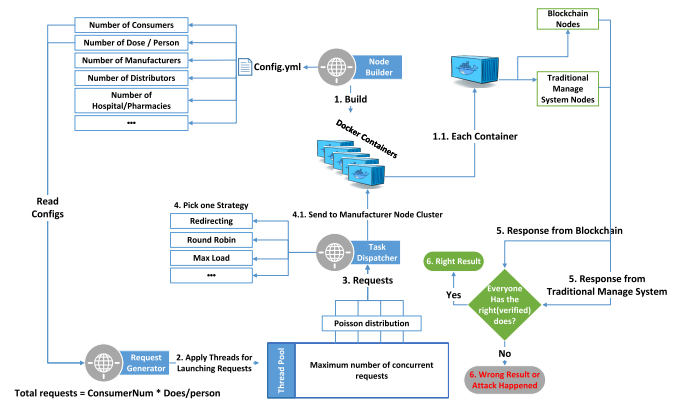 Number of Consumers
Number of Dose / Person
Number of Manufacturers
Number of Distributors
Number of
Hospital/Pharmacies
•••
Config.yml
Node
Builder
1. Build
Docker Containers
1.1. Each Container
Blockchain
Nodes
Traditional
Manage
System Nodes
Read
Configs
4. Pick one Strategy
Redirecting
Round Robin
Max Load
•••
4.1. Send to Manufacturer Node Cluster
Task
Dispatcher
3. Requests
Poisson distribution
Thread Pool
Maximum number of concurrent
requests
Request
Generator
2. Apply Threads for
Launching Requests
Total requests = ConsumerNum * Does/person
5. Response from Blockchain
5. Response from
Traditional Manage System
6. Right Result
Yes
Everyone
Has the
right(verified)
does?
No
6. Wrong Result or
Attack Happened